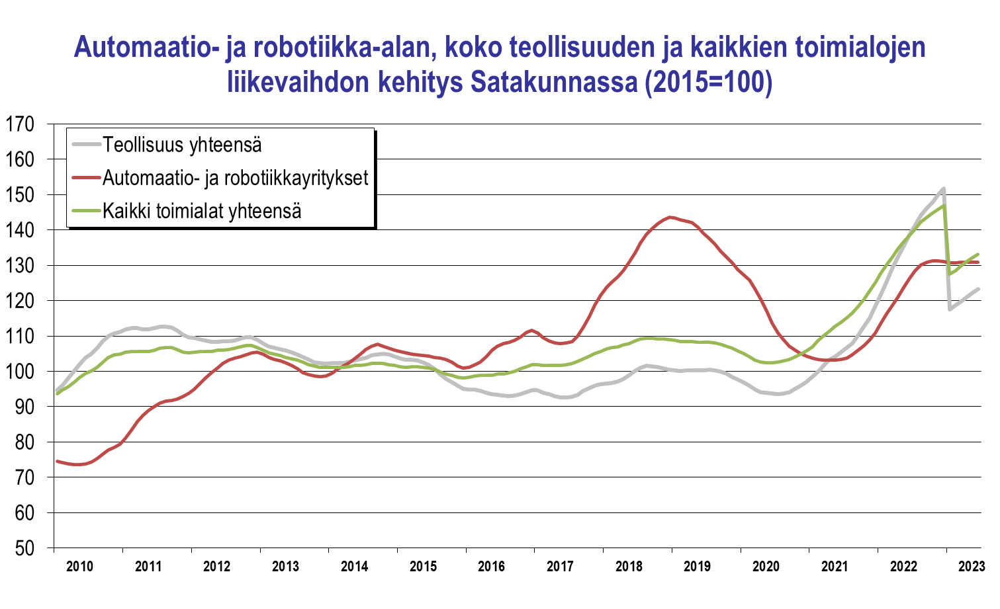 Automaatio- ja robotiikka-alan, koko teollisuuden ja kaikkien toimialojen
liikevaihdon kehitys Satakunnassa (2015=100)
170
160
150
140
130
120
110
100
90
80
70
60
50
Teollisuus yhteensä
Automaatio- ja robotiikkayritykset
Kaikki toimialat yhteensä
2010 2011 2012 2013 2014 2015 2016 2017 2018 2019 2020 2021 2022 2023